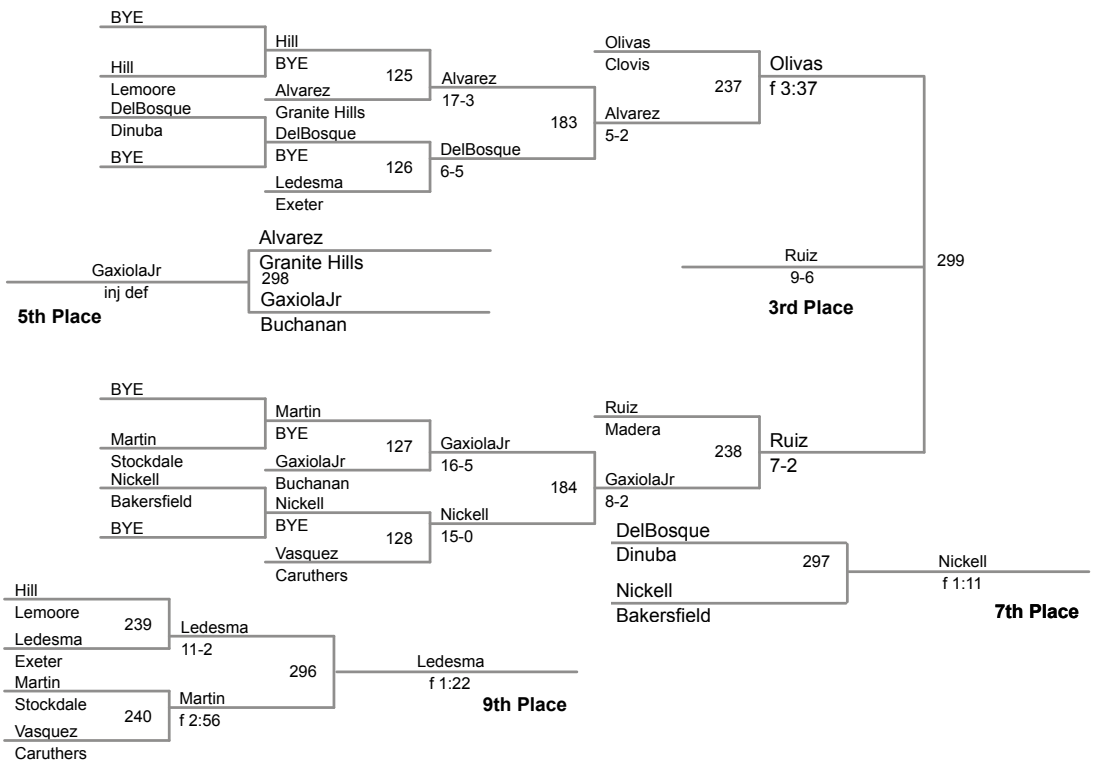 BYE
Hill
Lemoore
DelBosque
Dinuba
BYE
Hill
BYE
125
Alvarez
Granite Hills
DelBosque
BYE
126
Ledesma
Exeter
Alvarez
17-3
183
DelBosque
6-5
Olivas
Clovis
237
Alvarez
5-2
Olivas
f 3:37
GaxiolaJr
inj def
5th Place
Alvarez
Granite Hills
298
GaxiolaJr
Buchanan
Ruiz
9-6
3rd Place
299
BYE
Martin
Stockdale
Nickell
Bakersfield
BYE
Martin
BYE
127
GaxiolaJr
Buchanan
Nickell
BYE
128
Vasquez
Caruthers
GaxiolaJr
16-5
184
Nickell
15-0
Ruiz
Madera
238
GaxiolaJr
8-2
Ruiz
7-2
DelBosque
Dinuba
297
Nickell
Bakersfield
Nickell
f 1:11
7th Place
Hill
Lemoore
239
Ledesma
Exeter
Martin
Stockdale
240
Vasquez
Caruthers
Ledesma
11-2
296
Martin
f 2:56
Ledesma
f 1:22
9th Place